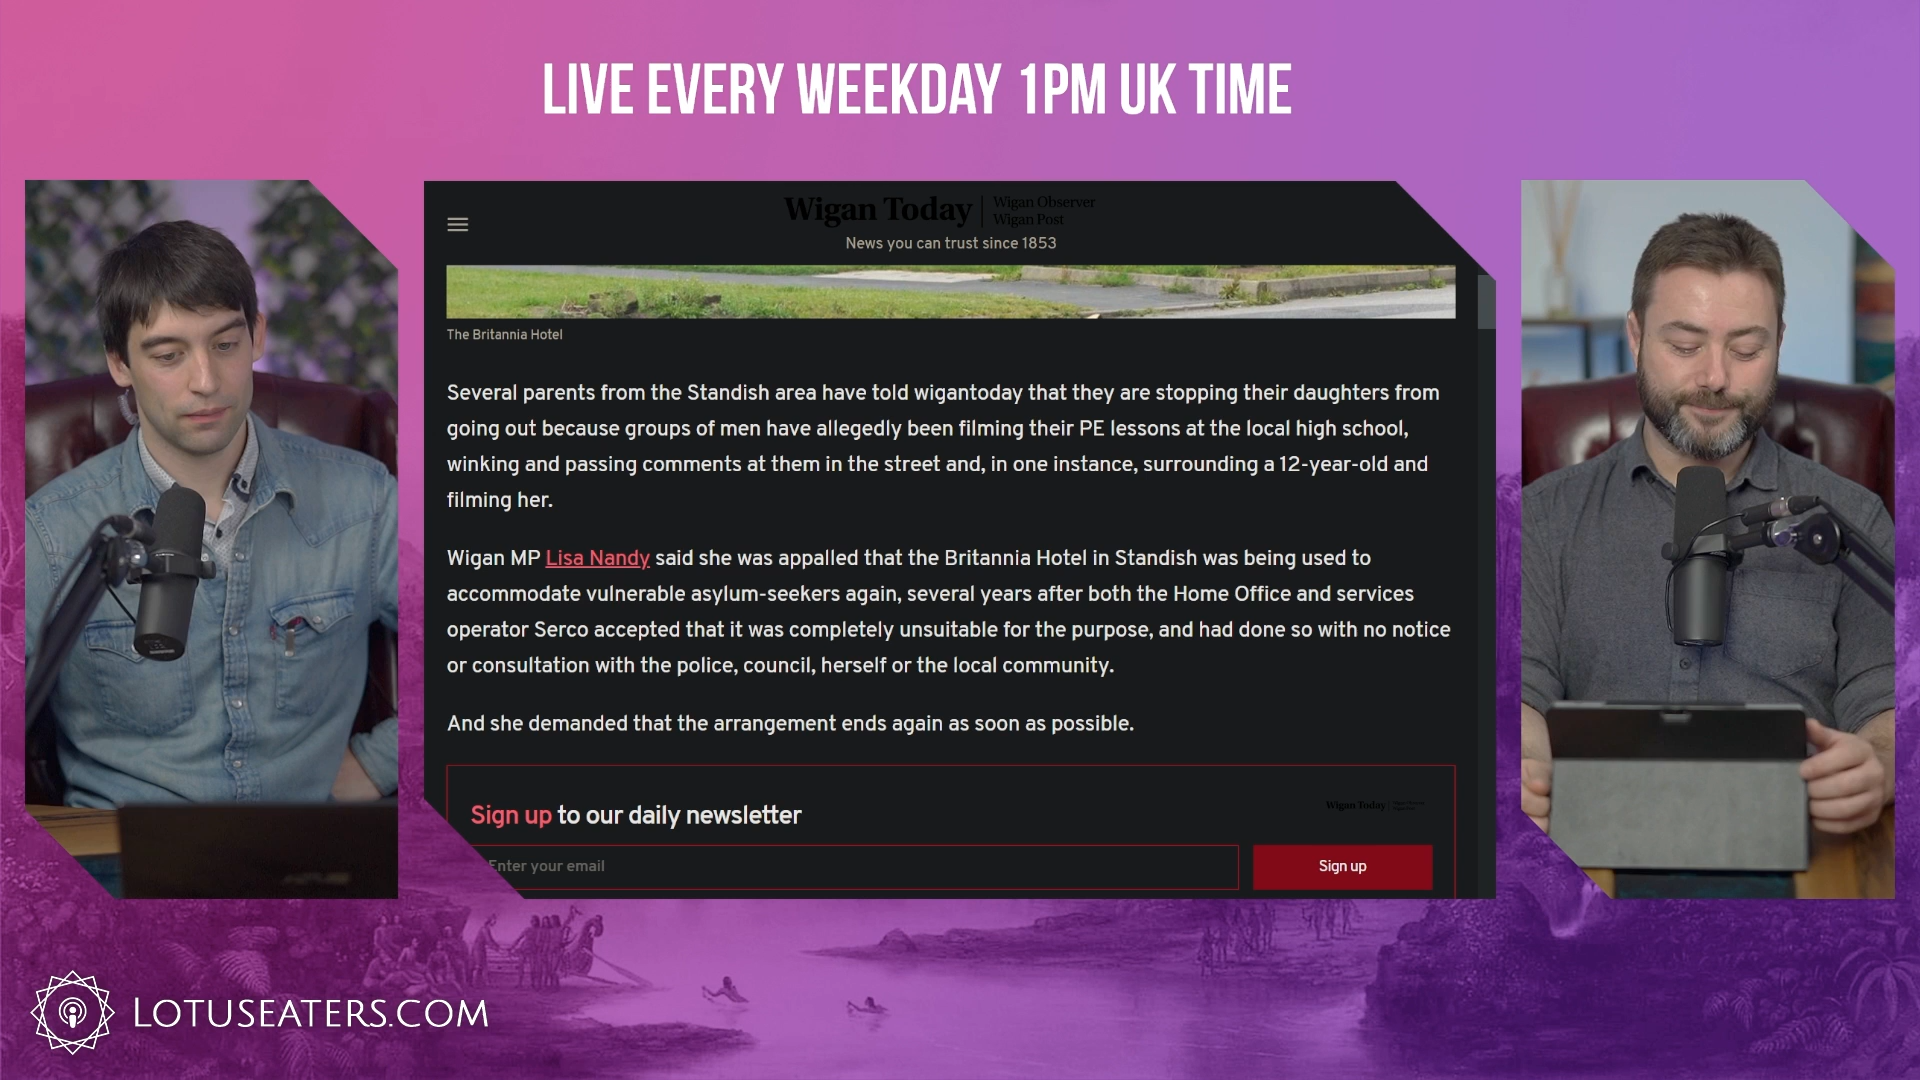 LIVE EVERY WEEKDAY 1PM UK TIME
Wigan Today
Wigan Observer
Wigan Post
News you can trust since 1853
The Britannia Hotel
Several parents from the Standish area have told wigantoday that they are stopping their daughters from
going out because groups of men have allegedly been filming their PE lessons at the local high school,
winking and passing comments at them in the street and, in one instance, surrounding a 12-year-old and
filming her.
Wigan MP Lisa Nandy said she was appalled that the Britannia Hotel in Standish was being used to
accommodate vulnerable asylum-seekers again, several years after both the Home Office and services
operator Serco accepted that it was completely unsuitable for the purpose, and had done so with no notice
or consultation with the police, council, herself or the local community.
And she demanded that the arrangement ends again as soon as possible.
Sign up to our daily newsletter
Wigan Today
Enter your email
Sign up
LOTUSEATERS.COM